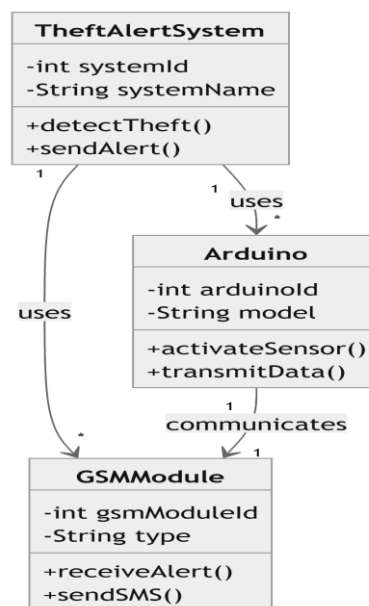 TheftAlertSystem
-int systemId
-String systemName
+detectTheft()
+sendAlert()
1
1
uses
*
Arduino
-int arduinoId
-String model
uses
+activateSensor()
+transmitData()
1
communicates
*
1
GSMModule
-int gsmModuleId
-String type
+receiveAlert()
+sendSMS()